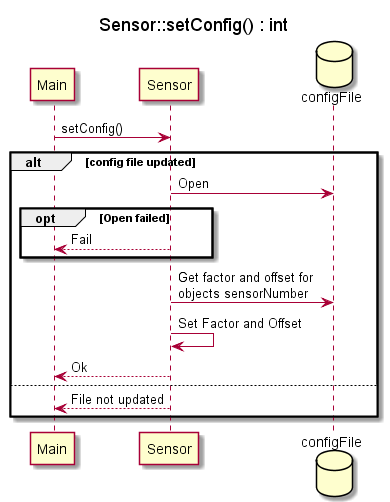 Sensor::setConfig() : int
Main
Sensor
configFile
setConfig()
alt
[config file updated]
Open
opt
[Open failed]
Fail
Get factor and offset for
objects sensorNumber
Set Factor and Offset
Ok
File not updated
Main
Sensor
configFile